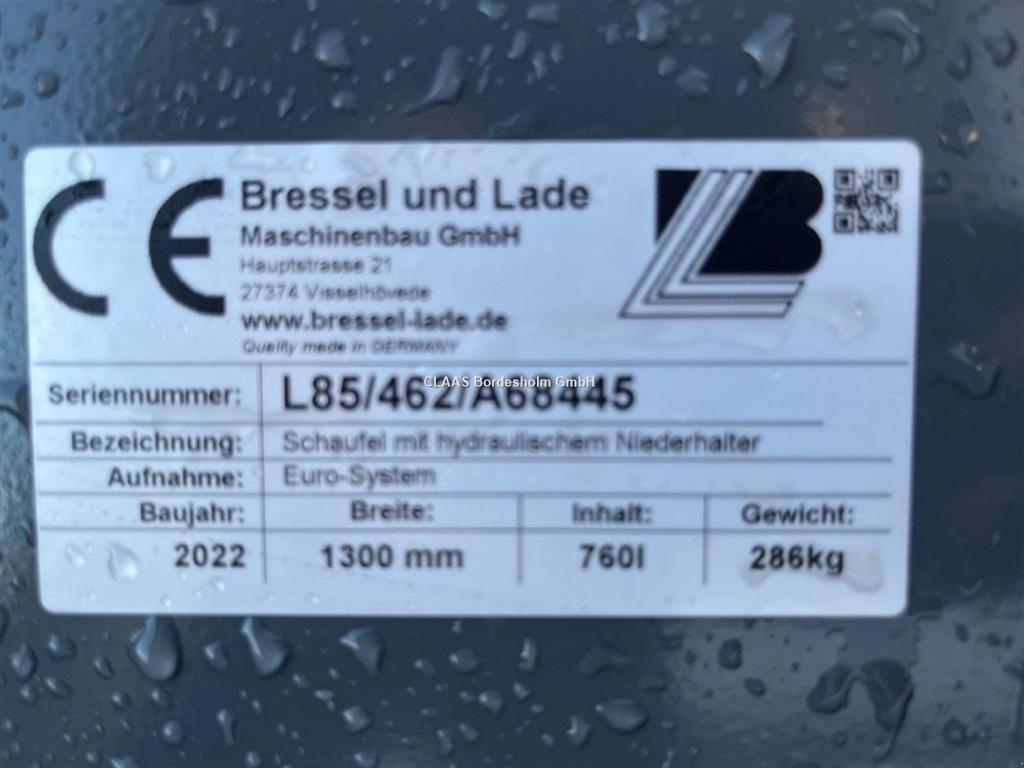 CE
Bressel und Lade
Maschinenbau GmbH
Hauptstrasse 21
27374 Visselhövede
www.bressel-lade.de
Quality made in GERMANY
LB
CLAAS Bordesholm GmbH
Seriennummer: L85/462/A68445
Bezeichnung: Schaufel mit hydraulischem Niederhalter
Aufnahme: Euro-System
Baujahr: Breite: Inhalt: Gewicht:
2022 1300 mm 760l 286kg